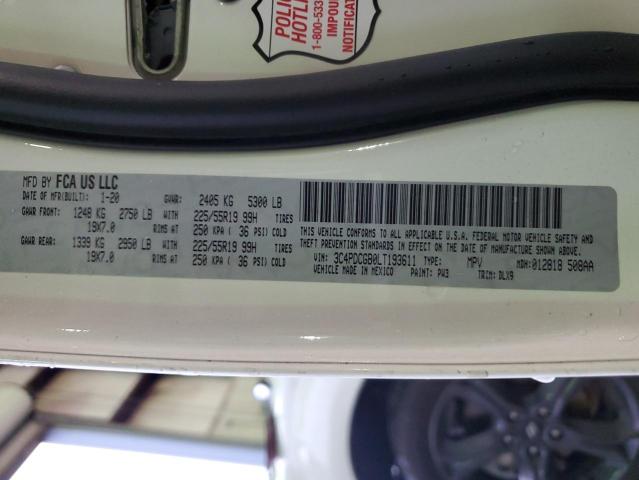 POLIC
HOTLIN
1-800-533
IMPOUN
NOTIFICAT
MFD BY FCA US LLC
DATE OF MFR(BUILT): 1-20 GVWR: 2405 KG 5300 LB
GAWR FRONT: 1248 KG 2750 LB WITH 225/55R19 99H TIRES
19X7.0 RIMS AT 250 KPA ( 36 PSI) COLD
GAWR REAR: 1339 KG 2950 LB WITH 225/55R19 99H TIRES
19X7.0 RIMS AT 250 KPA ( 36 PSI) COLD
THIS VEHICLE CONFORMS TO ALL APPLICABLE U.S.A. FEDERAL MOTOR VEHICLE SAFETY AND
THEFT PREVENTION STANDARDS IN EFFECT ON THE DATE OF MANUFACTURE SHOWN ABOVE.
VIN: 3C4PDCGB0LT193611 TYPE: MPV MDH: 012818 508AA
VEHICLE MADE IN MEXICO PAINT: PW3 TRIM: DLX9